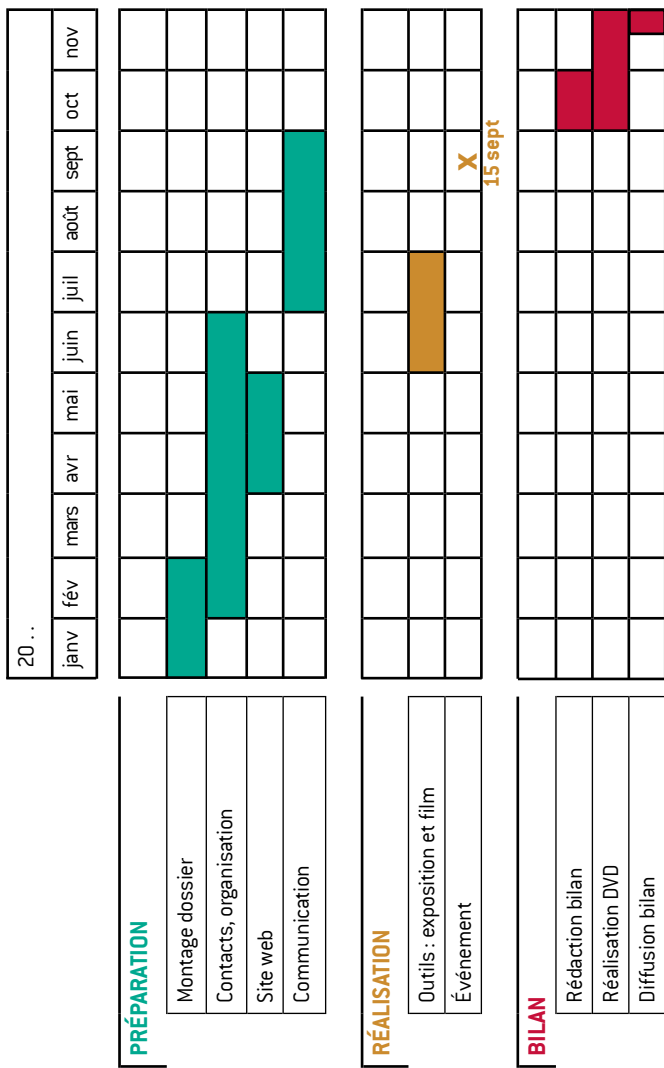 20 . .
janv fév mars avr mai juin juil août sept oct nov
PRÉPARATION
Montage dossier
Contacts, organisation
Site web
Communication
RÉALISATION
Outils : exposition et film
Événement
X
15 sept
BILAN
Rédaction bilan
Réalisation DVD
Diffusion bilan